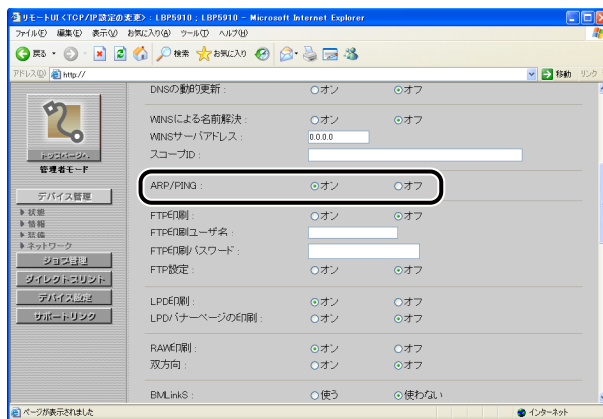 リモートUI <TCP/IP設定の変更> : LBP5910 ; LBP5910 - Microsoft Internet Explorer
ファイル(F) 編集(E) 表示(V) お気に入り(A) ツール(T) ヘルプ(H)
戻る 検索 お気に入り
アドレス(D) http:// 移動 リンク
トップページへ
管理者モード
デバイス管理
状態
情報
ネットワーク
ジョブ管理
ダイレクトプリント
デバイス設定
サポートリンク
DNSの動的更新 : オン オフ
WINSによる名前解決 : オン オフ
WINSサーバアドレス : 0.0.0.0
スコープID :
ARP/PING : オン オフ
FTP印刷 : オン オフ
FTP印刷ユーザ名 :
FTP印刷パスワード :
FTP設定 : オン オフ
LPD印刷 : オン オフ
LPDバナーページの印刷 : オン オフ
RAW印刷 : オン オフ
双方向 : オン オフ
BMLinkS : 使う 使わない
ページが表示されました インターネット